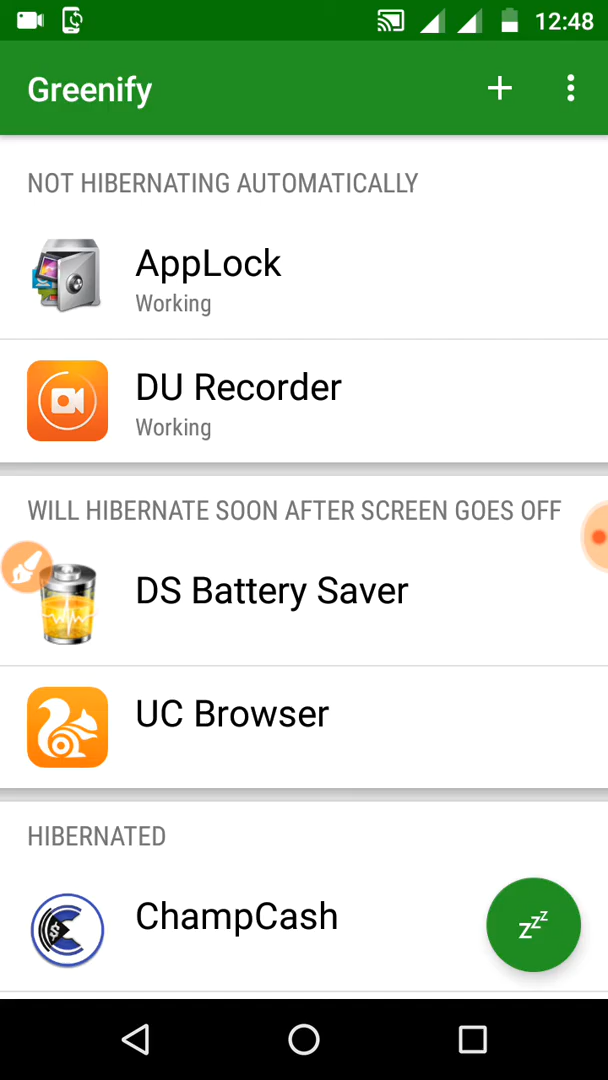 12:48
Greenify
NOT HIBERNATING AUTOMATICALLY
AppLock
Working
DU Recorder
Working
WILL HIBERNATE SOON AFTER SCREEN GOES OFF
DS Battery Saver
UC Browser
HIBERNATED
ChampCash
zzz